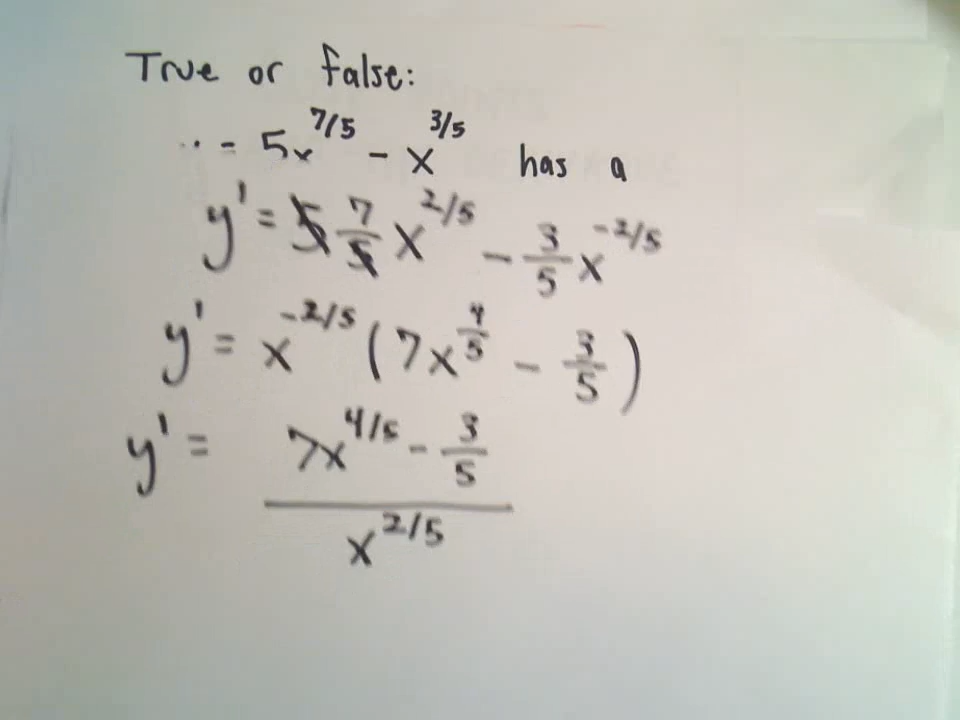 True or false:
= 5x^7/5 - x^3/5 has a
y' = 5 7/5 x^2/5 - 3/5 x^-2/5
y' = x^-2/5 (7x^4/5 - 3/5)
y' = 7x^4/5 - 3/5
x^2/5